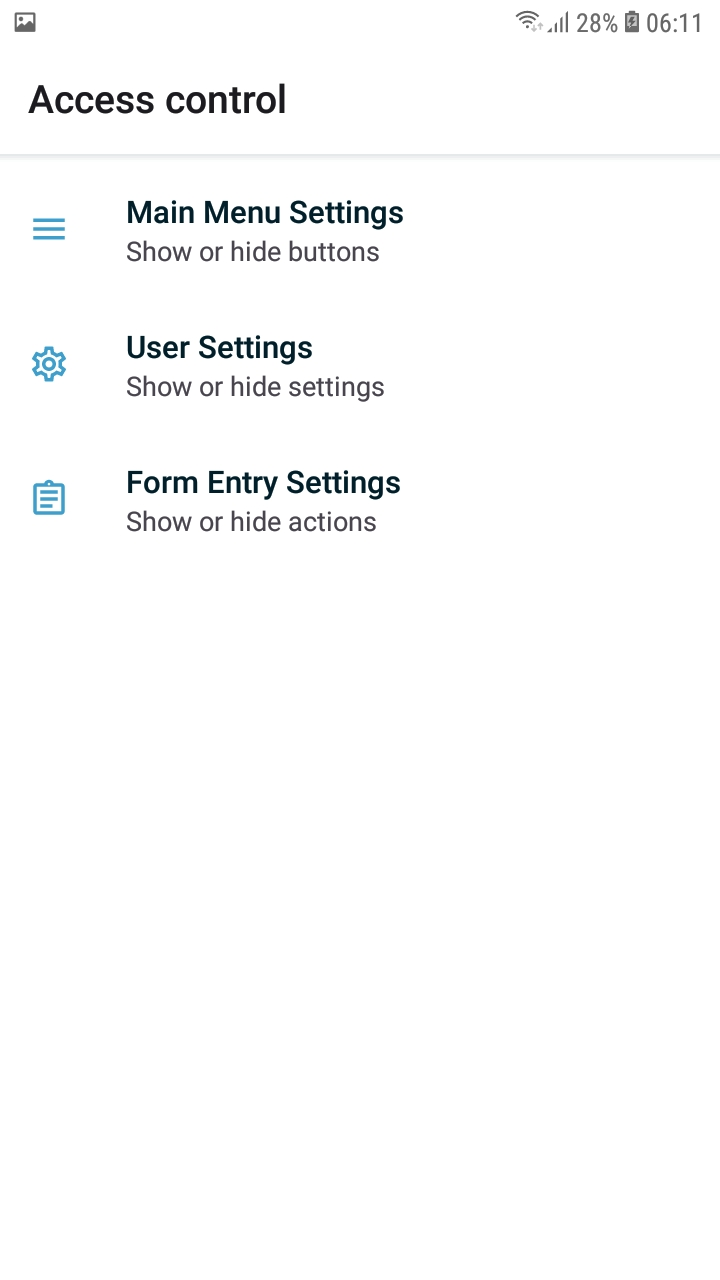 28% 06:11
Access control
Main Menu Settings
Show or hide buttons
User Settings
Show or hide settings
Form Entry Settings
Show or hide actions